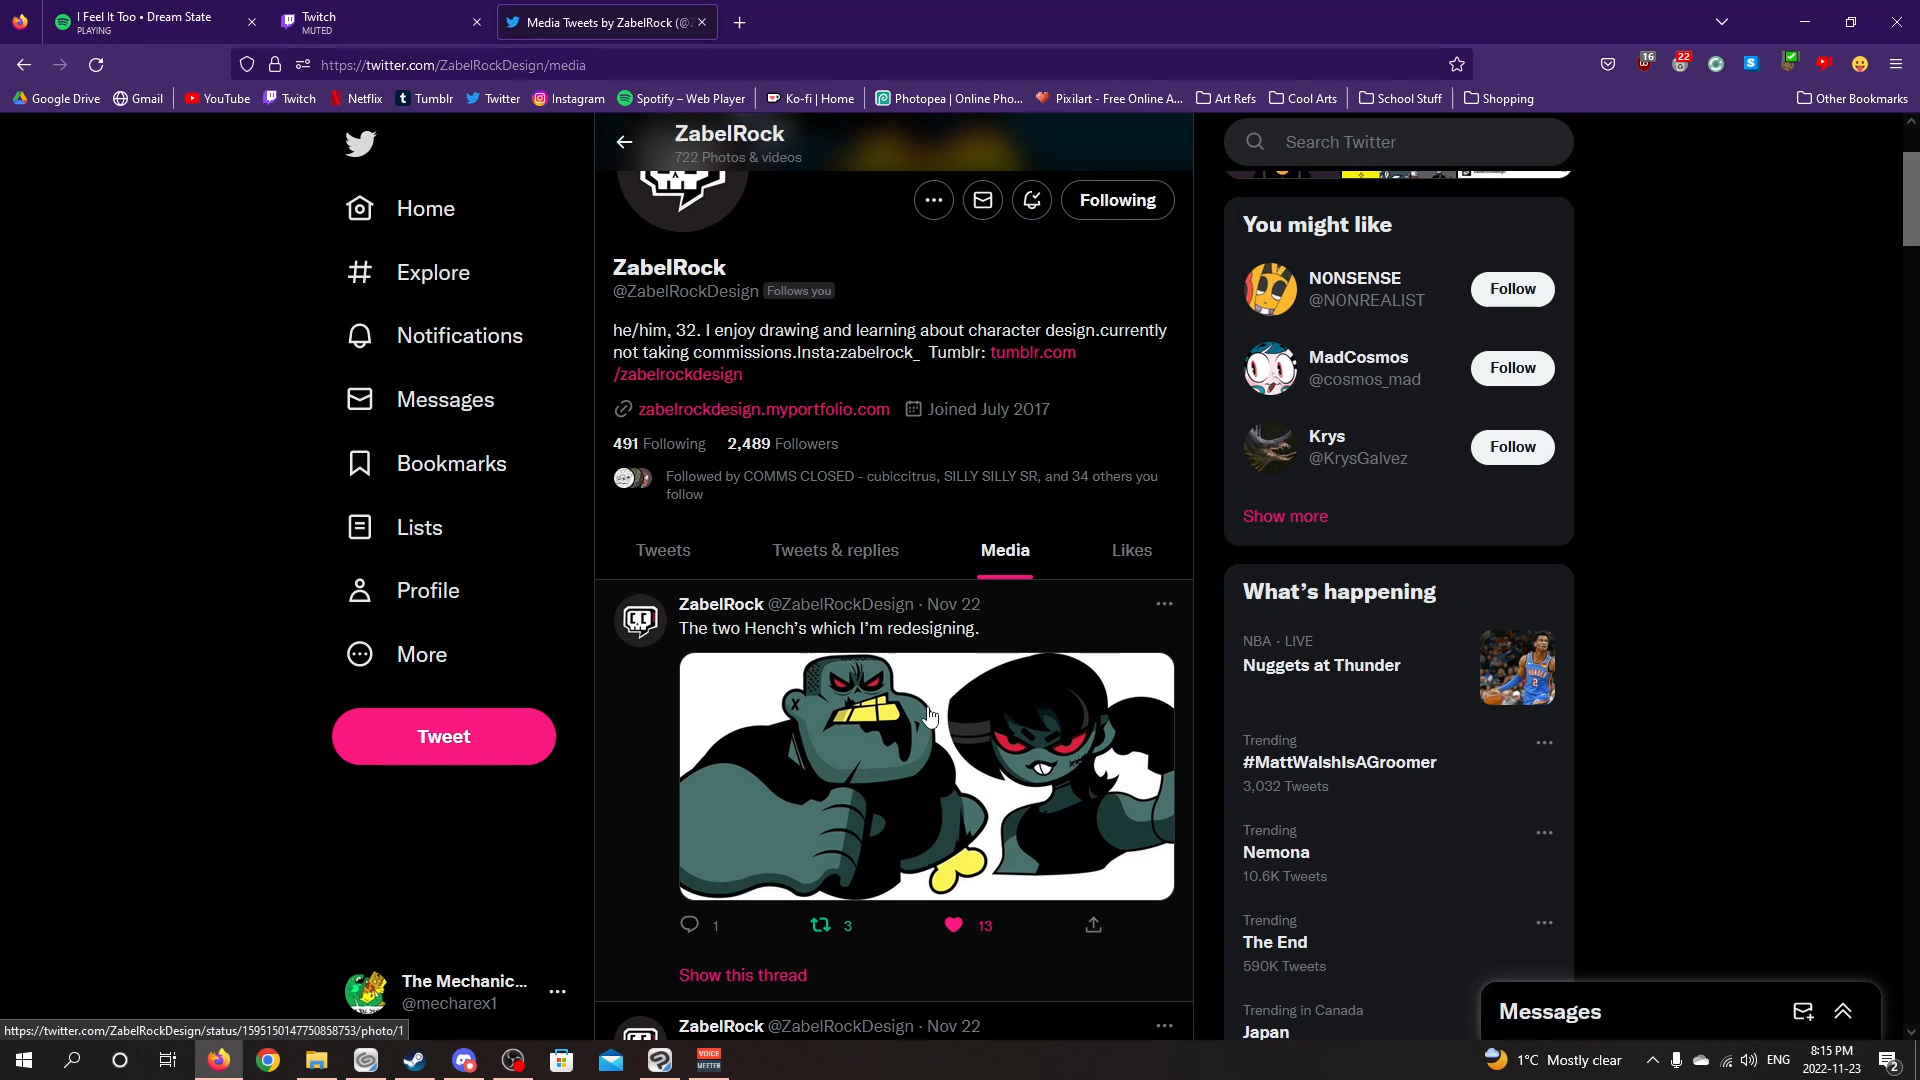 I Feel It Too • Dream State
PLAYING
Twitch
MUTED
Media Tweets by ZabelRock (@Z
https://twitter.com/ZabelRockDesign/media
16
22
Google Drive
Gmail
YouTube
Twitch
Netflix
Tumblr
Twitter
Instagram
Spotify – Web Player
Ko-fi | Home
Photopea | Online Pho...
Pixilart - Free Online A...
Art Refs
Cool Arts
School Stuff
Shopping
Other Bookmarks
Home
Explore
Notifications
Messages
Bookmarks
Lists
Profile
More
Tweet
The Mechanic...
@mecharex1
https://twitter.com/ZabelRockDesign/status/1595150147750858753/photo/1
ZabelRock
722 Photos & videos
Following
ZabelRock
@ZabelRockDesign Follows you
he/him, 32. I enjoy drawing and learning about character design.currently
not taking commissions.Insta:zabelrock_ Tumblr: tumblr.com
/zabelrockdesign
zabelrockdesign.myportfolio.com Joined July 2017
491 Following 2,489 Followers
Followed by COMMS CLOSED - cubiccitrus, SILLY SILLY SR, and 34 others you
follow
Tweets
Tweets & replies
Media
Likes
ZabelRock @ZabelRockDesign · Nov 22
The two Hench's which I'm redesigning.
1
3
13
Show this thread
ZabelRock @ZabelRockDesign · Nov 22
Search Twitter
You might like
N0NSENSE
@N0NREALIST
Follow
MadCosmos
@cosmos_mad
Follow
Krys
@KrysGalvez
Follow
Show more
What's happening
NBA · LIVE
Nuggets at Thunder
Trending
#MattWalshIsAGroomer
3,032 Tweets
Trending
Nemona
10.6K Tweets
Trending
The End
590K Tweets
Trending in Canada
Japan
Messages
VOICE
MEETER
1°C Mostly clear
ENG
8:15 PM
2022-11-23
2